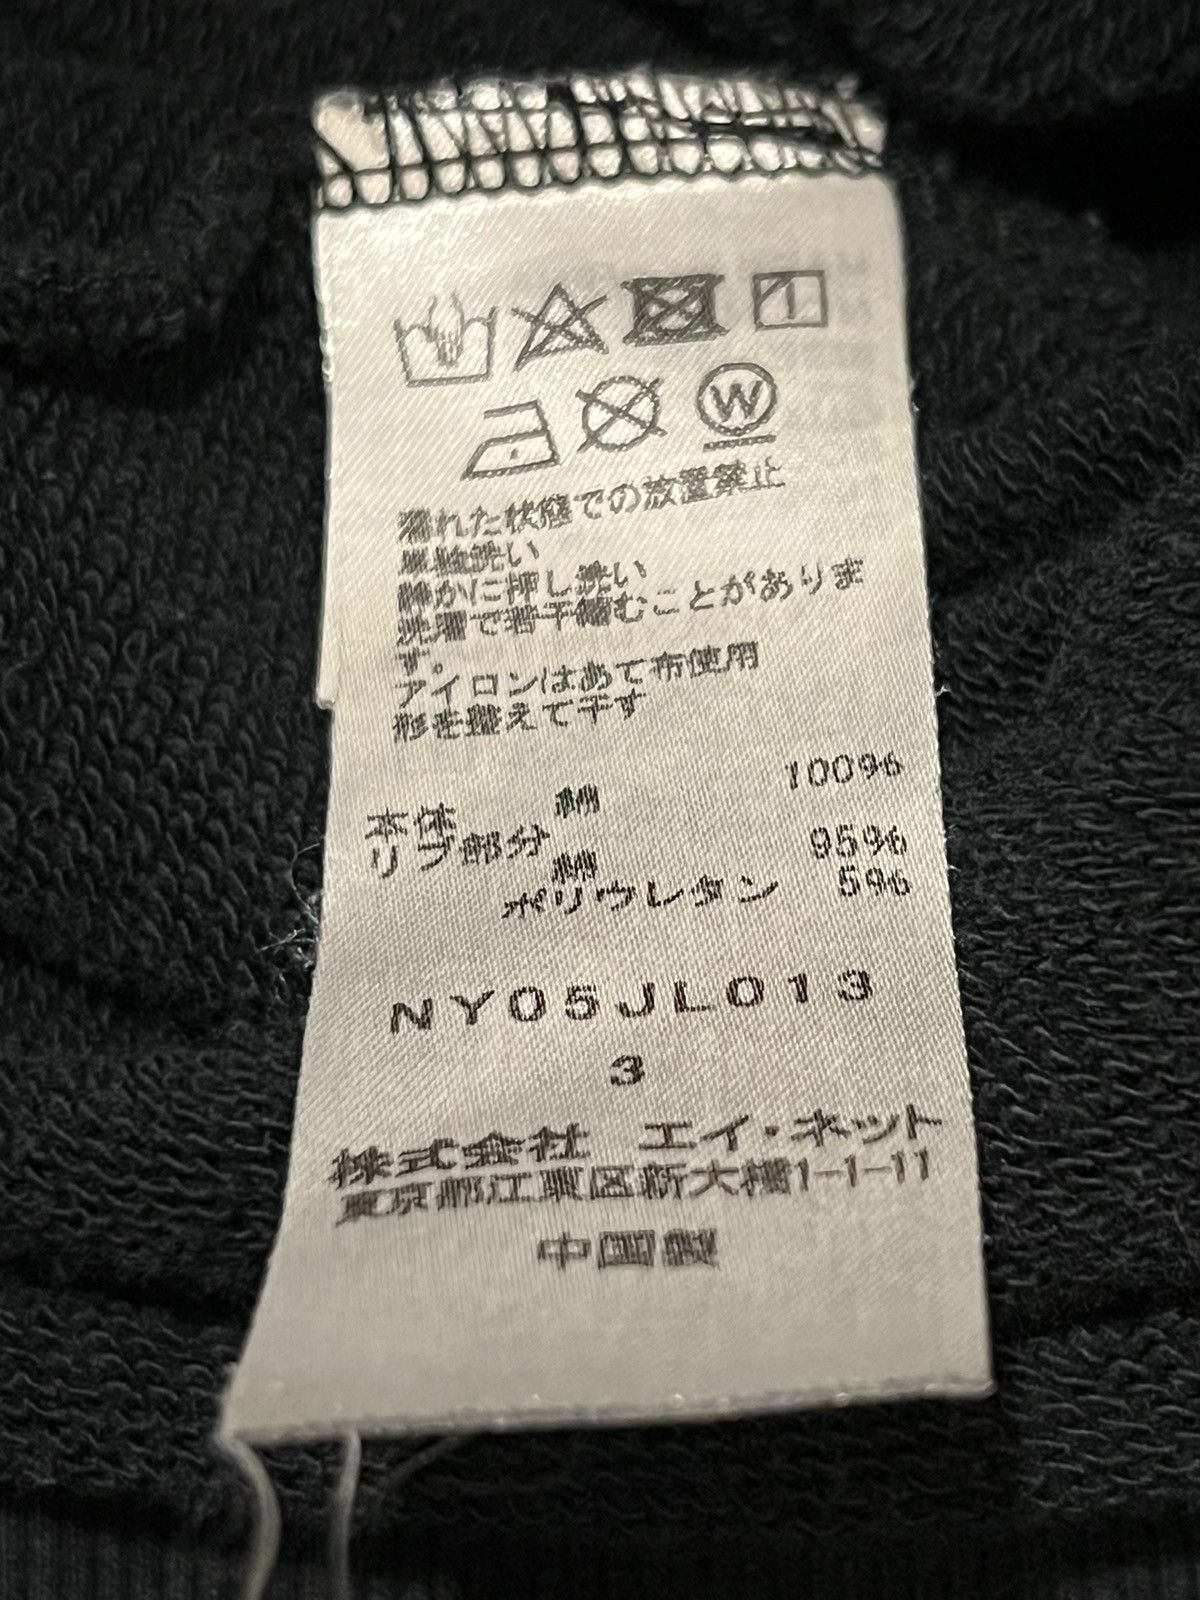 W
濡れた状態での放置禁止
単独洗い
静かに押し洗い
洗濯で若干縮むことがありま
す。
アイロンはあて布使用
形を整えて干す
本体 綿 100%
リブ部分 綿 95%
ポリウレタン 5%
NY05JL013
3
株式会社 エイ・ネット
東京都江東区新大橋1-1-11
中国製